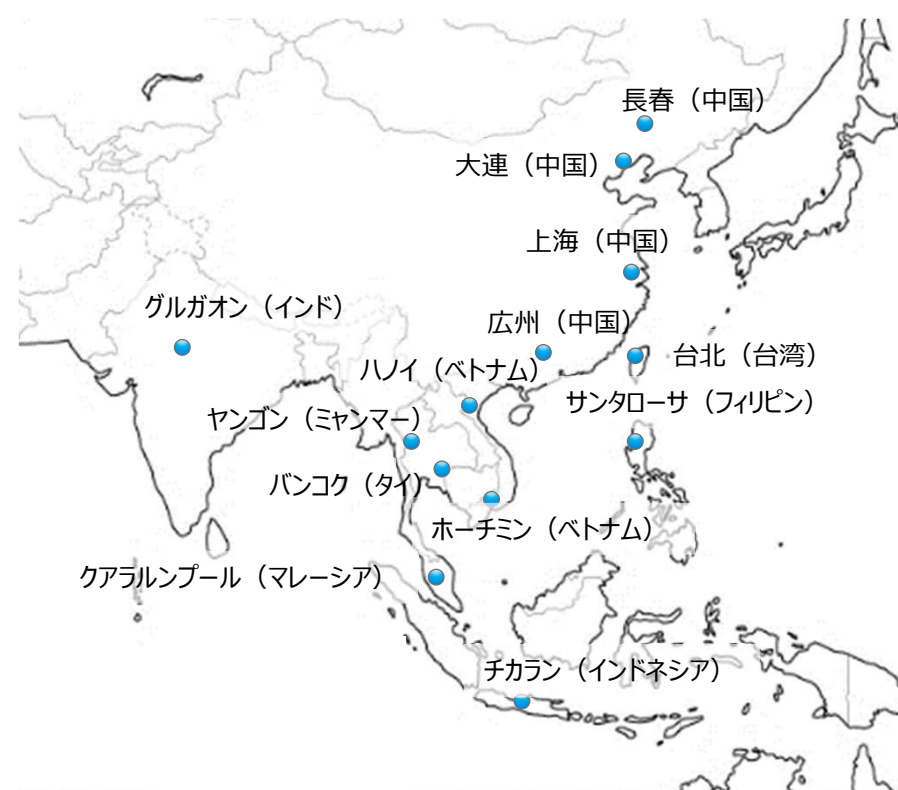 長春（中国）
大連（中国）
上海（中国）
グルガオン（インド）
広州（中国）
台北（台湾）
ハノイ（ベトナム）
サンタローサ（フィリピン）
ヤンゴン（ミャンマー）
バンコク（タイ）
ホーチミン（ベトナム）
クアラルンプール（マレーシア）
チカラン（インドネシア）